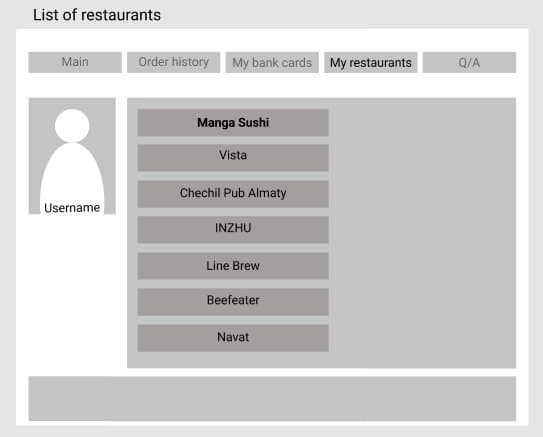 List of restaurants
Main
Order history
My bank cards
My restaurants
Q/A
Username
Manga Sushi
Vista
Chechil Pub Almaty
INZHU
Line Brew
Beefeater
Navat